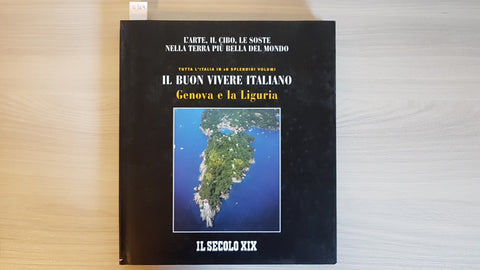 L'ARTE, IL CIBO, LE SOSTE
NELLA TERRA PIÙ BELLA DEL MONDO
TUTTA L'ITALIA IN 28 SPLENDIDI VOLUMI
IL BUON VIVERE ITALIANO
Genova e la Liguria
IL SECOLO XIX